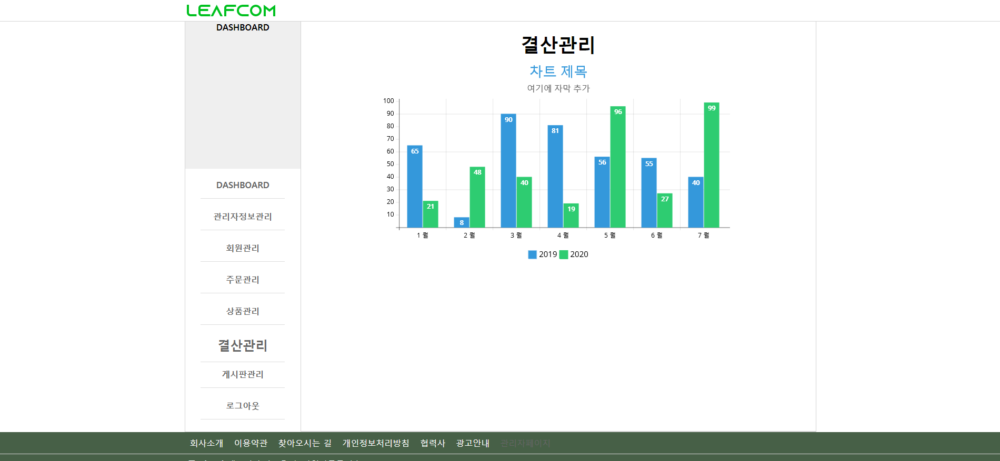 LEAFCOM
DASHBOARD
DASHBOARD
관리자정보관리
회원관리
주문관리
상품관리
결산관리
게시판관리
로그아웃
결산관리
차트 제목
여기에 자막 추가
100
90
80
70
60
50
40
30
20
10
65 21 8 48 90 40 81 19 56 96 55 27 40 99
1 월 2 월 3 월 4 월 5 월 6 월 7 월
2019 2020
회사소개 이용약관 찾아오시는 길 개인정보처리방침 협력사 광고안내 관리자페이지